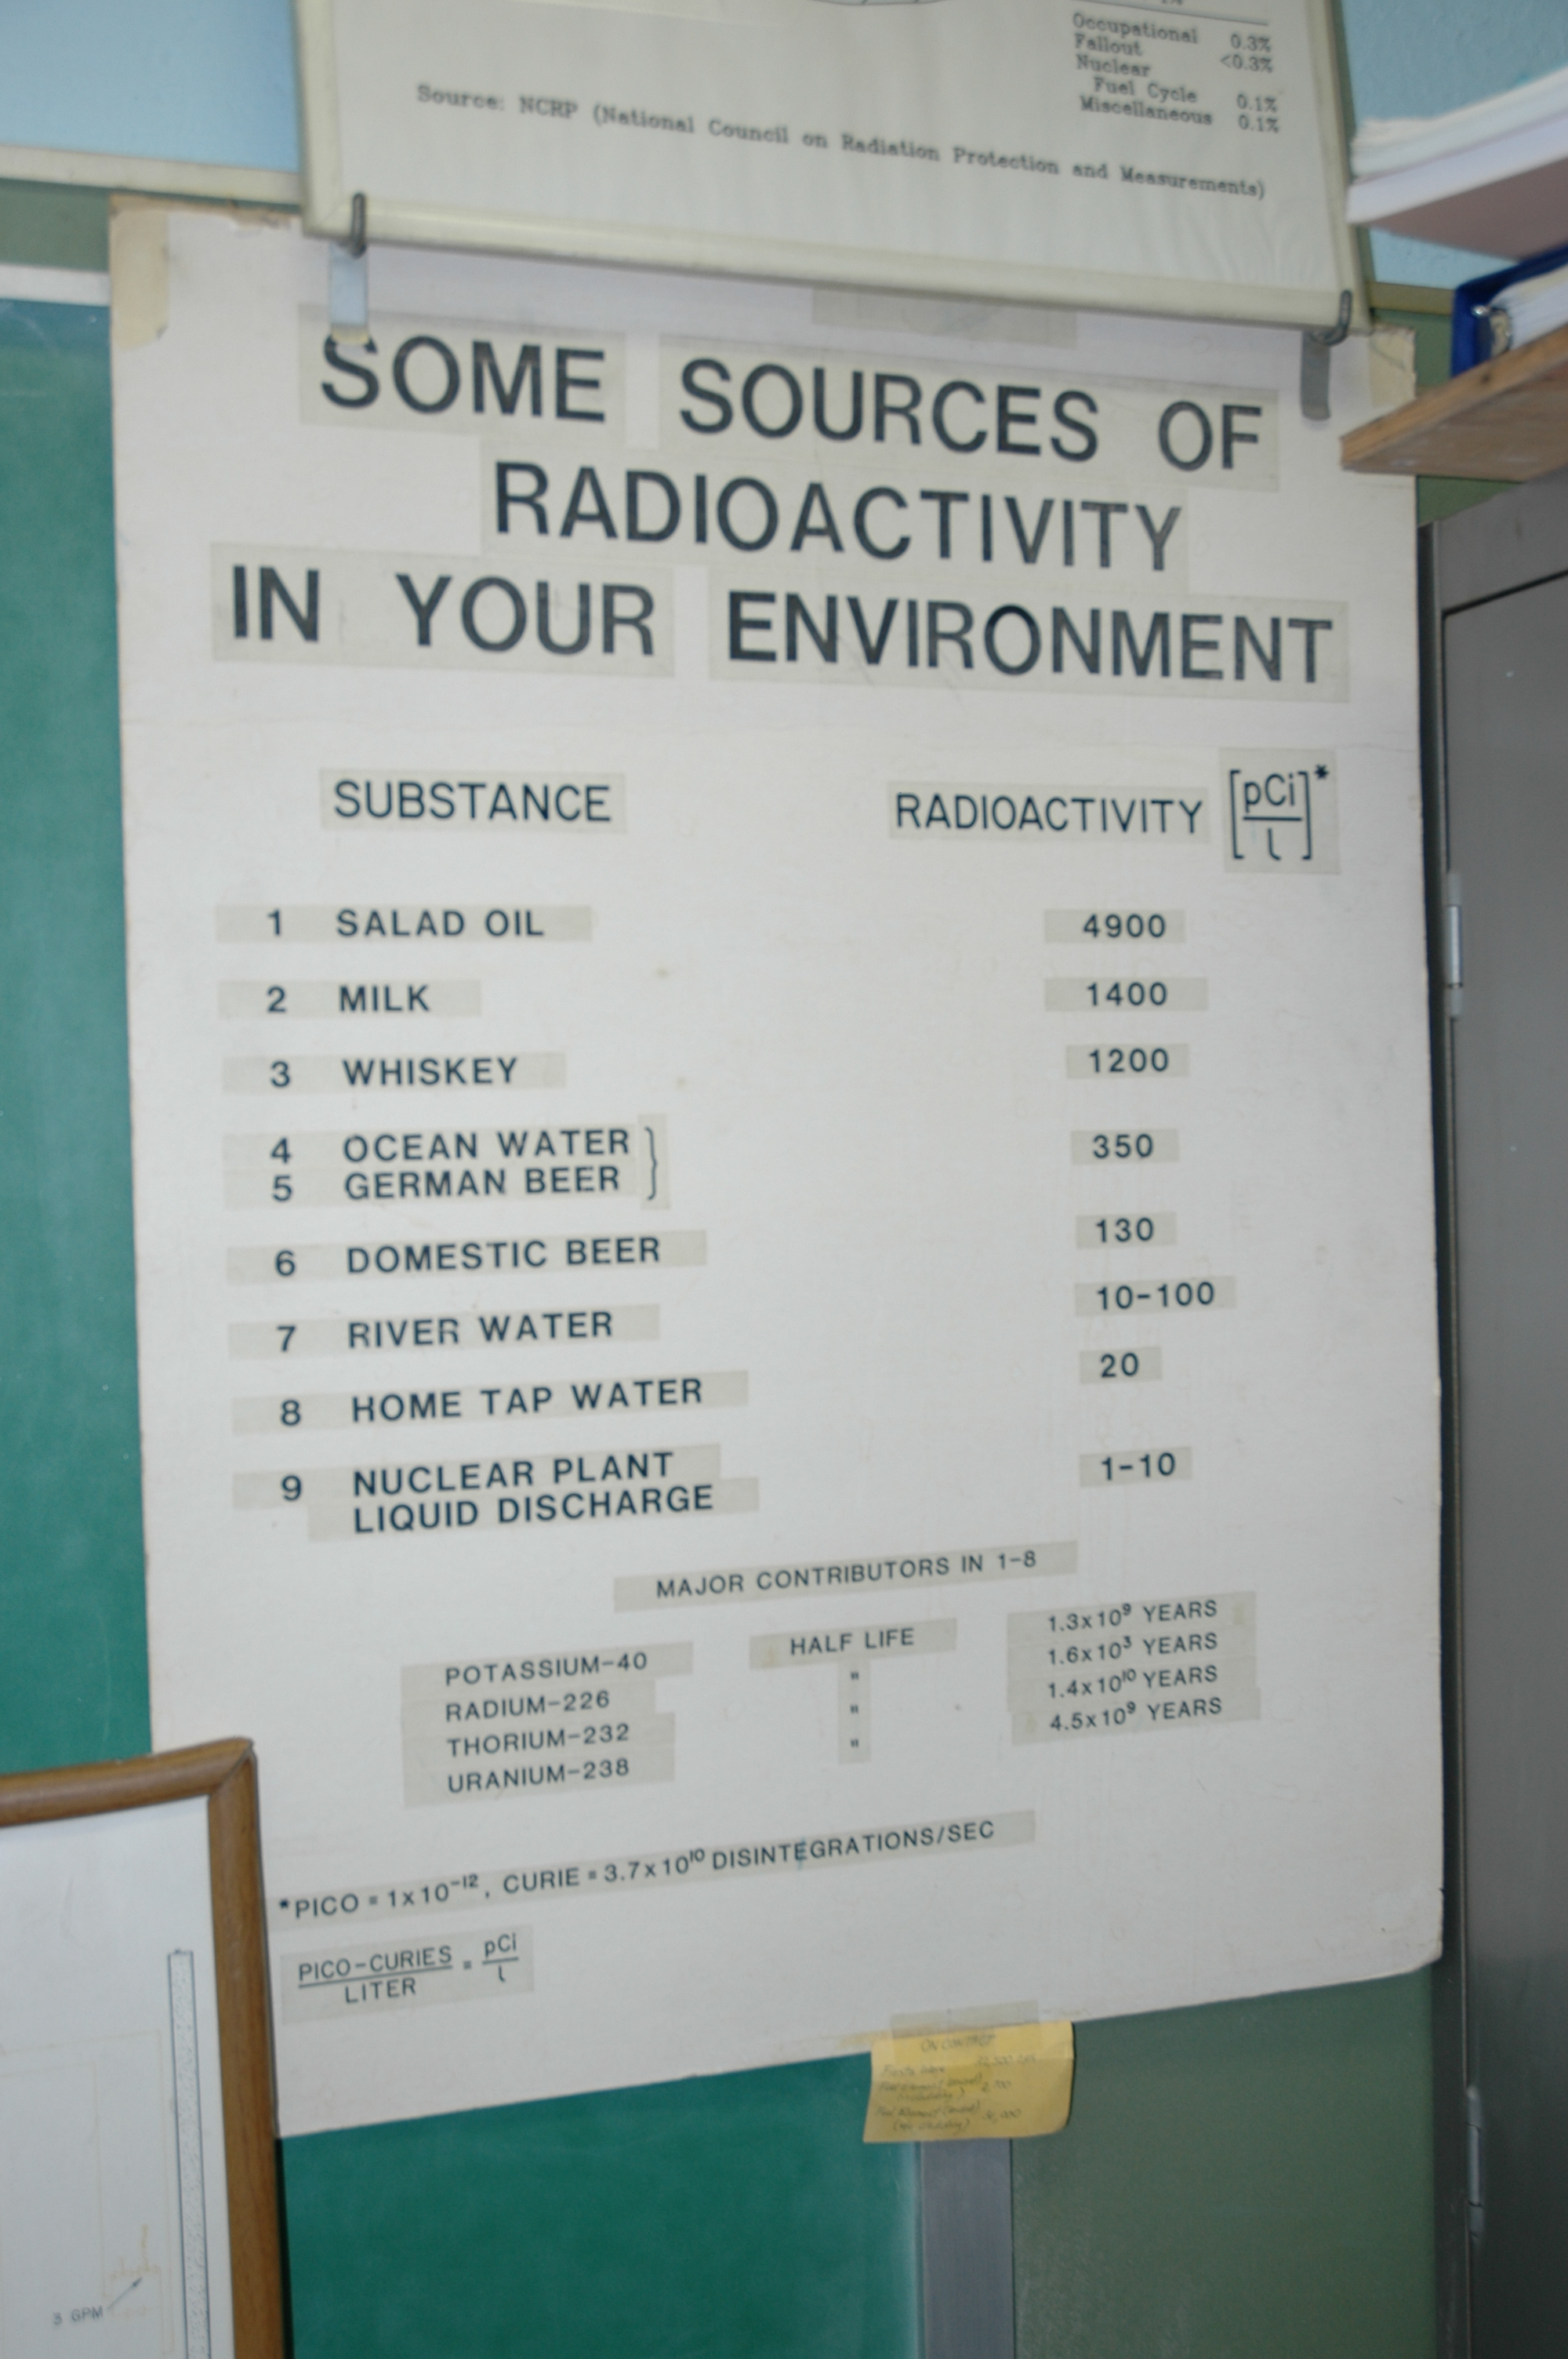 Occupational 0.3%
Fallout <0.3%
Nuclear
Fuel Cycle 0.1%
Miscellaneous 0.1%
Source: NCRP (National Council on Radiation Protection and Measurements)
SOME SOURCES OF
RADIOACTIVITY
IN YOUR ENVIRONMENT
SUBSTANCE RADIOACTIVITY [pCi/l]*
1 SALAD OIL 4900
2 MILK 1400
3 WHISKEY 1200
4 OCEAN WATER } 350
5 GERMAN BEER
6 DOMESTIC BEER 130
7 RIVER WATER 10-100
8 HOME TAP WATER 20
9 NUCLEAR PLANT 1-10
LIQUID DISCHARGE
MAJOR CONTRIBUTORS IN 1-8
POTASSIUM-40 HALF LIFE 1.3x10⁹ YEARS
RADIUM-226 " 1.6x10³ YEARS
THORIUM-232 " 1.4x10¹⁰ YEARS
URANIUM-238 " 4.5x10⁹ YEARS
*PICO = 1x10⁻¹², CURIE = 3.7x10¹⁰ DISINTEGRATIONS/SEC
PICO-CURIES/LITER = pCi/l
ON CONTACT
3 GPM